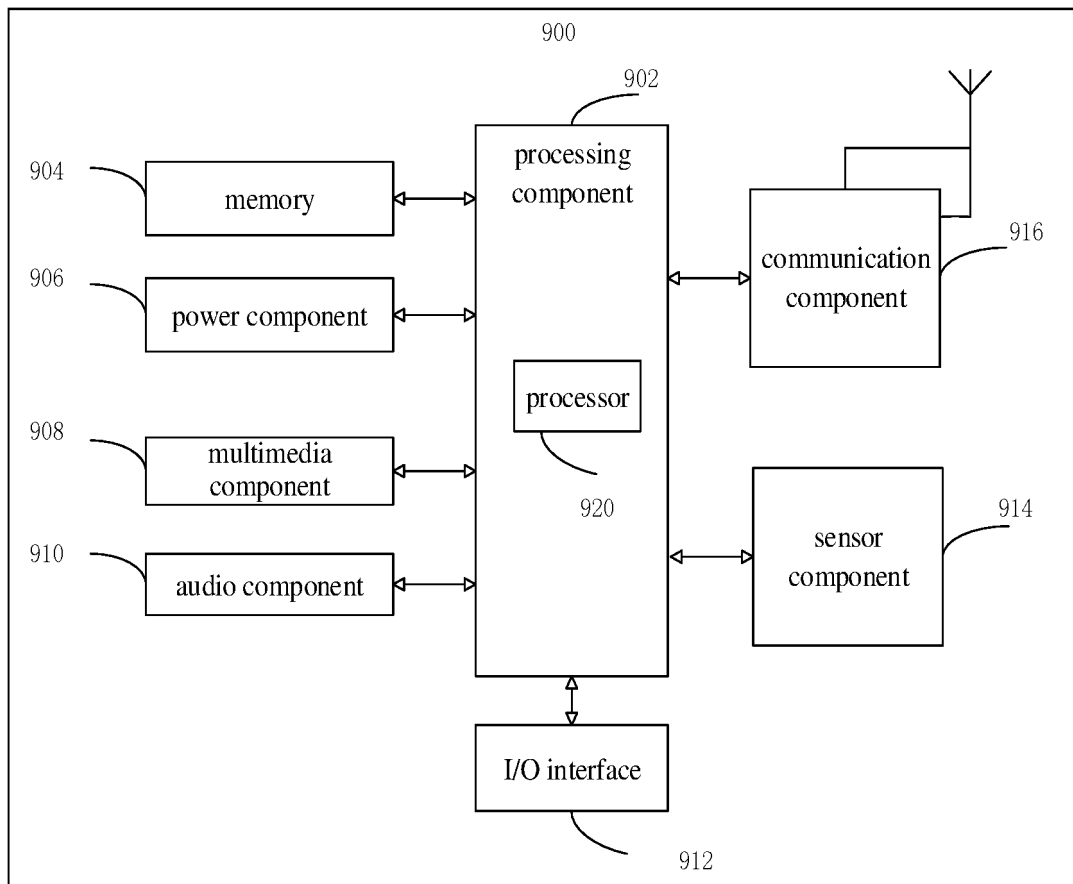 900
902
processing
component
904
memory
916
communication
component
906
power component
processor
920
908
multimedia
component
914
sensor
component
910
audio component
I/O interface
912